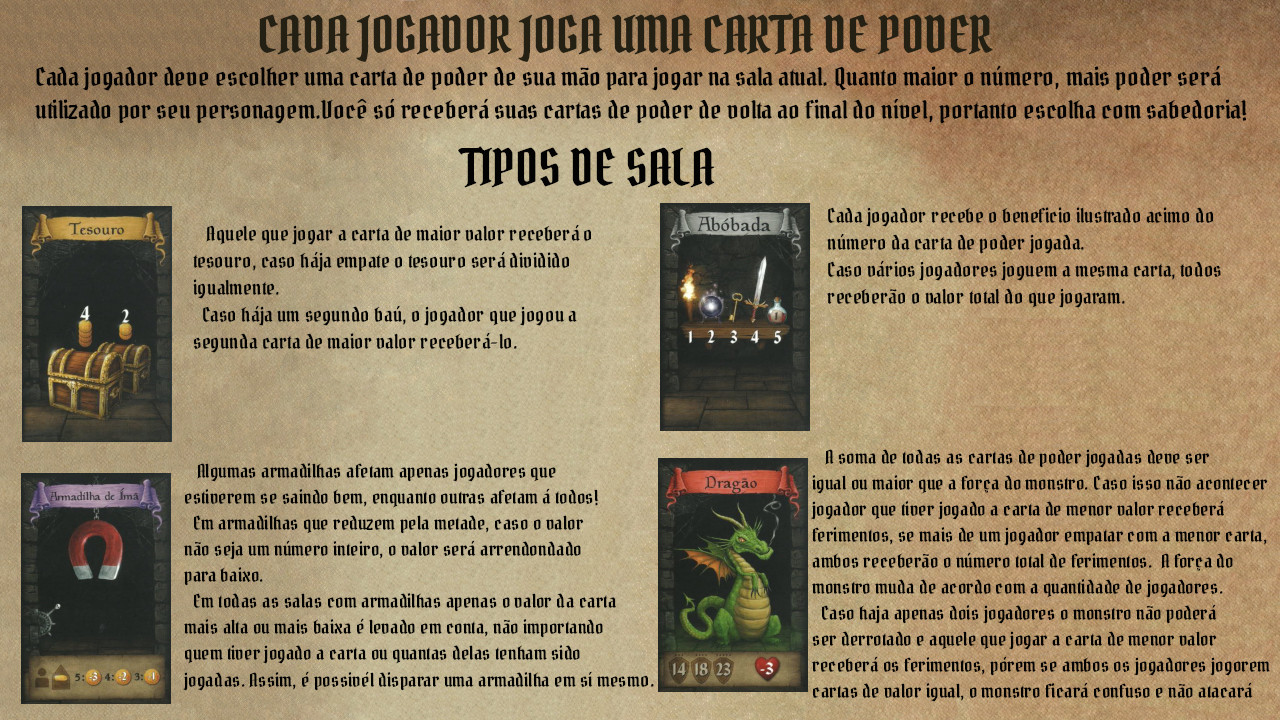 CADA JOGADOR JOGA UMA CARTA DE PODER
Cada jogador deve escolher uma carta de poder de sua mão para jogar na sala atual. Quanto maior o número, mais poder será
utilizado por seu personagem.Você só receberá suas cartas de poder de volta ao final do nível, portanto escolha com sabedoria!
TIPOS DE SALA
Tesouro
4 2
Aquele que jogar a carta de maior valor receberá o
tesouro, caso hája empate o tesouro será dividido
igualmente.
Caso hája um segundo baú, o jogador que jogou a
segunda carta de maior valor receberá-lo.
Abóbada
1
1 2 3 4 5
Cada jogador recebe o beneficio ilustrado acimo do
número da carta de poder jogada.
Caso vários jogadores joguem a mesma carta, todos
receberão o valor total do que jogaram.
Armadilha de Ímã
5: 3 4: 2 3: 1
Algumas armadilhas afetam apenas jogadores que
estiverem se saindo bem, enquanto outras afetam á todos!
Em armadilhas que reduzem pela metade, caso o valor
não seja um número inteiro, o valor será arrendondado
para baixo.
Em todas as salas com armadilhas apenas o valor da carta
mais alta ou mais baixa é levado em conta, não importando
quem tiver jogado a carta ou quantas delas tenham sido
jogadas. Assim, é possivél disparar uma armadilha em sí mesmo.
Dragão
14 18 23 -3
A soma de todas as cartas de poder jogadas deve ser
igual ou maior que a força do monstro. Caso isso não acontecer
jogador que tiver jogado a carta de menor valor receberá
ferimentos, se mais de um jogador empatar com a menor carta,
ambos receberão o número total de ferimentos. A força do
monstro muda de acordo com a quantidade de jogadores.
Caso haja apenas dois jogadores o monstro não poderá
ser derrotado e aquele que jogar a carta de menor valor
receberá os ferimentos, pórem se ambos os jogadores jogorem
cartas de valor igual, o monstro ficará confuso e não atacará